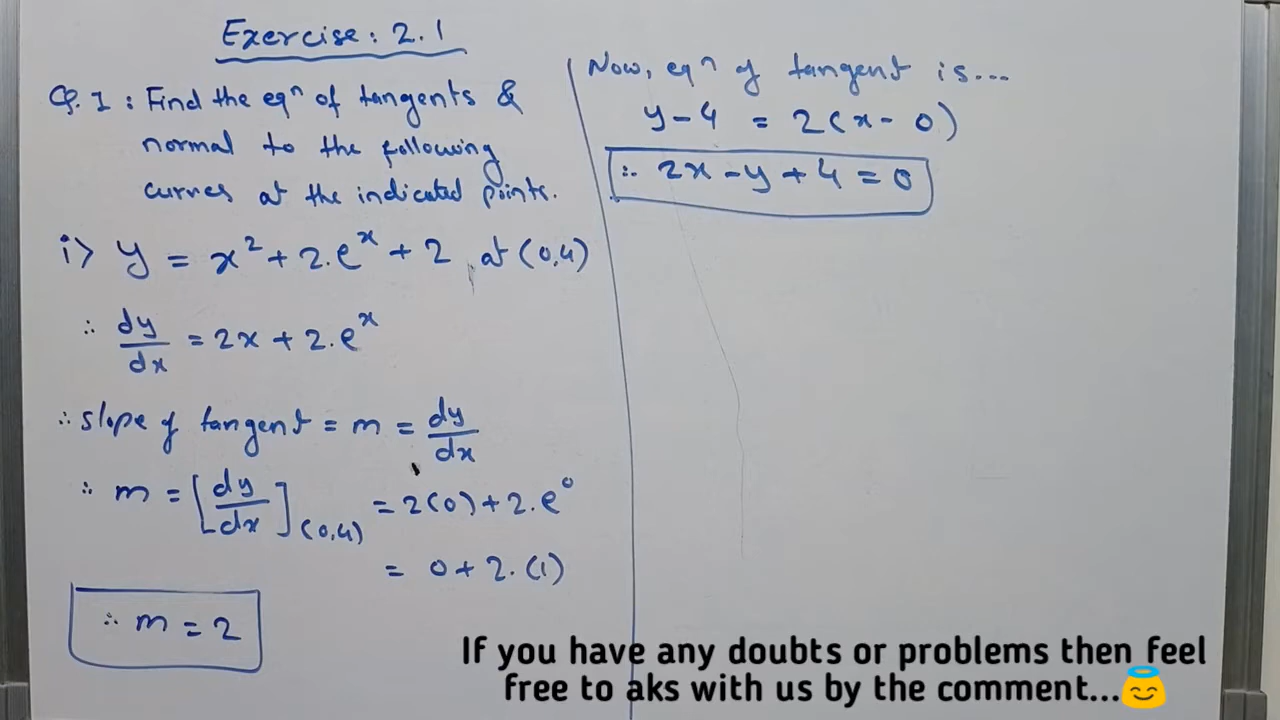 Exercise: 2.1
Q.1: Find the eqⁿ of tangents &
normal to the following
curves at the indicated points.
i> y = x² + 2.eˣ + 2 at (0,4)
∴ dy/dx = 2x + 2.eˣ
∴ slope of tangent = m = dy/dx
∴ m = [dy/dx](0,4) = 2(0) + 2.e⁰
= 0 + 2.(1)
∴ m = 2
Now, eqⁿ of tangent is...
y - 4 = 2(x - 0)
∴ 2x - y + 4 = 0
If you have any doubts or problems then feel
free to aks with us by the comment...😇